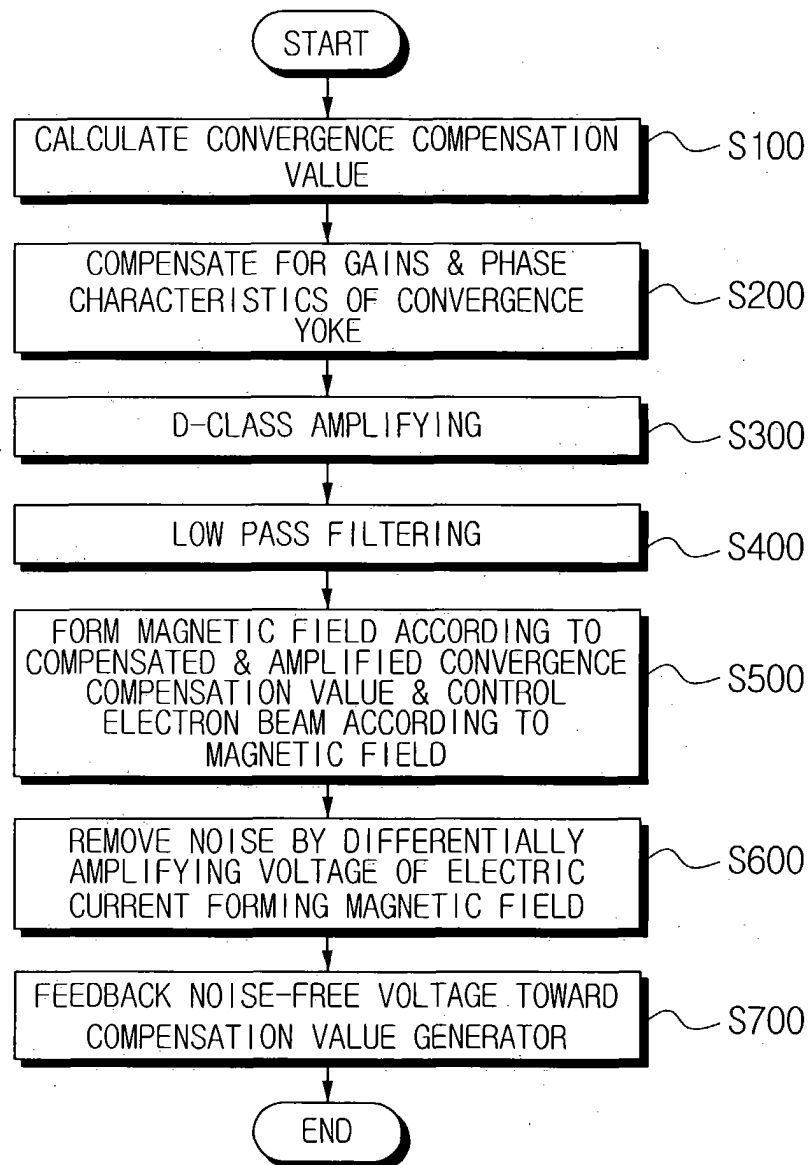 START
CALCULATE CONVERGENCE COMPENSATION
VALUE
S100
COMPENSATE FOR GAINS & PHASE
CHARACTERISTICS OF CONVERGENCE
YOKE
S200
D-CLASS AMPLIFYING
S300
LOW PASS FILTERING
S400
FORM MAGNETIC FIELD ACCORDING TO
COMPENSATED & AMPLIFIED CONVERGENCE
COMPENSATION VALUE & CONTROL
ELECTRON BEAM ACCORDING TO
MAGNETIC FIELD
S500
REMOVE NOISE BY DIFFERENTIALLY
AMPLIFYING VOLTAGE OF ELECTRIC
CURRENT FORMING MAGNETIC FIELD
S600
FEEDBACK NOISE-FREE VOLTAGE TOWARD
COMPENSATION VALUE GENERATOR
S700
END